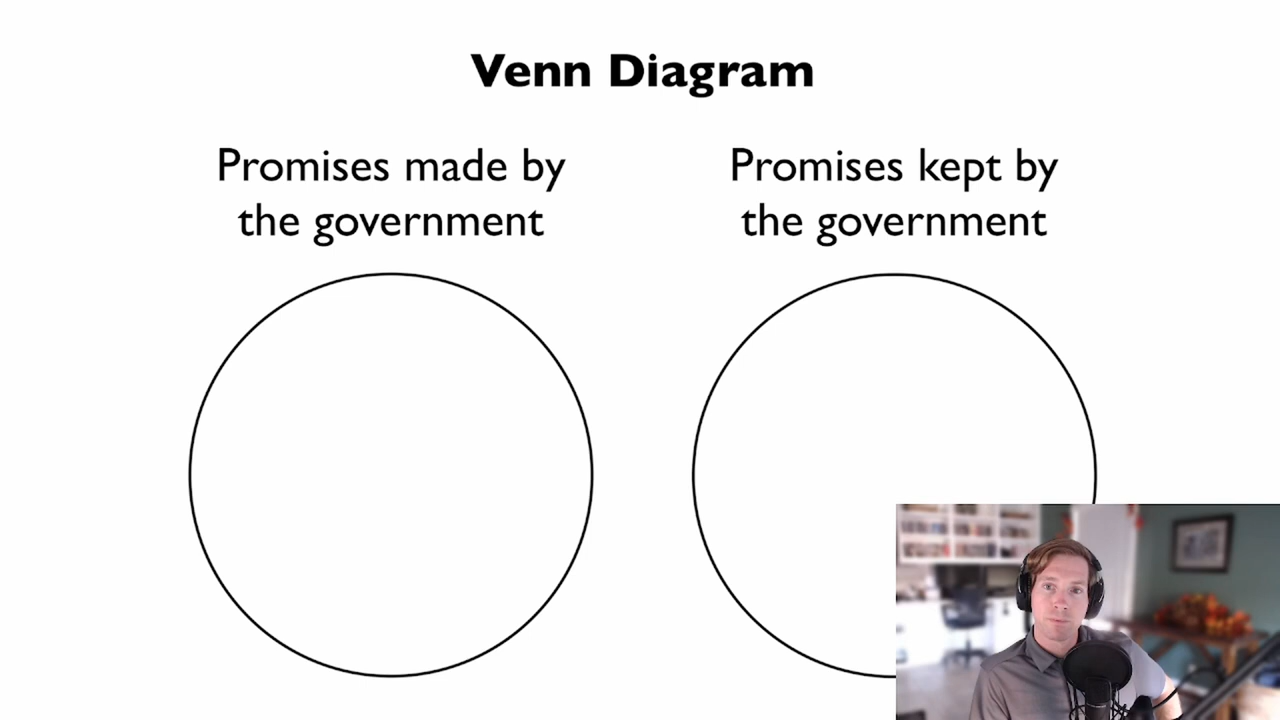 Venn Diagram
Promises made by
the government
Promises kept by
the government